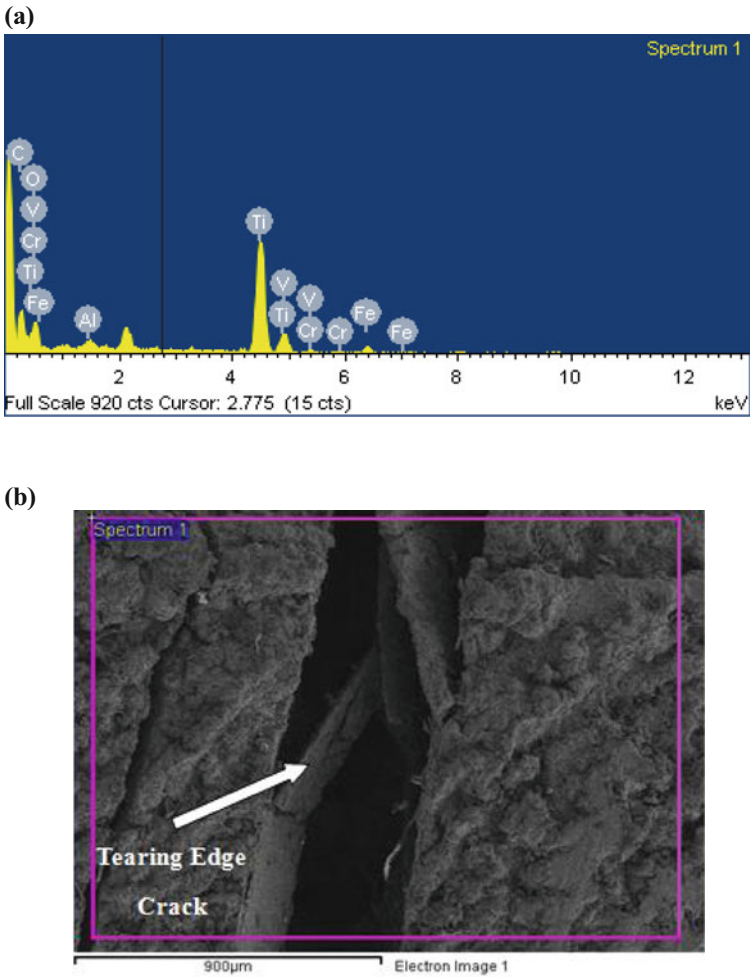 (a)
Spectrum 1
C
O
V
Cr
Ti
Fe
Al
Ti
V
Ti
V
Cr
Cr
Fe
Fe
2 4 6 8 10 12
Full Scale 920 cts Cursor: 2.775 (15 cts) keV
(b)
Spectrum 1
Tearing Edge
Crack
900µm Electron Image 1